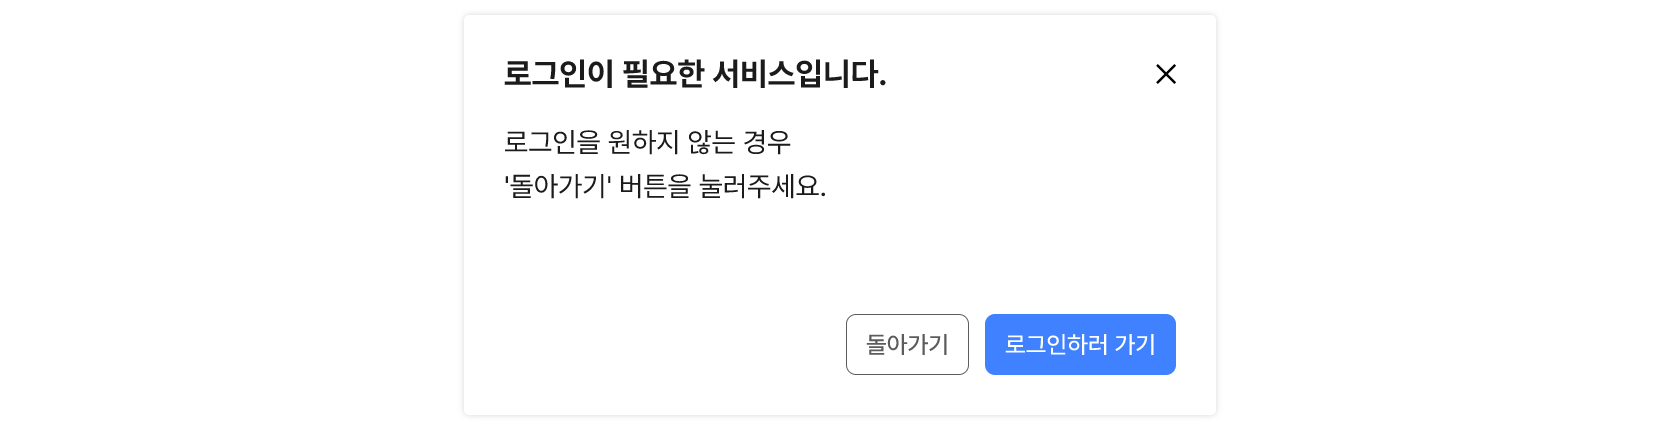 로그인이 필요한 서비스입니다.
로그인을 원하지 않는 경우
'돌아가기' 버튼을 눌러주세요.
돌아가기
로그인하러 가기